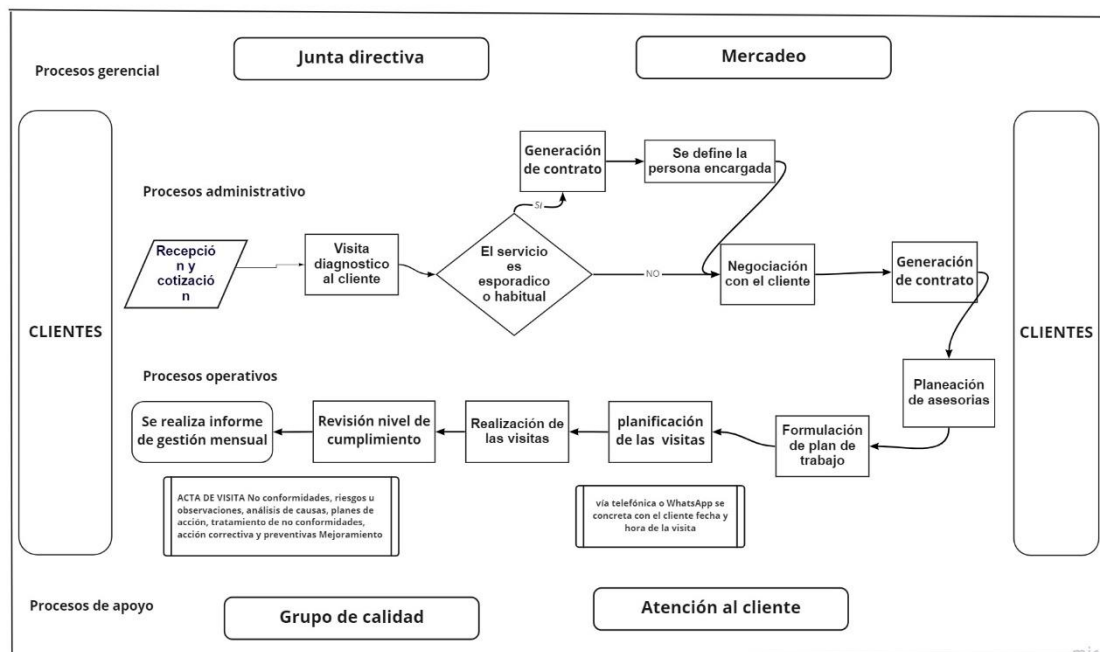 Junta directiva
Mercadeo
Procesos gerencial
Generación
de contrato
Se define la
persona encargada
Procesos administrativo
SI
Recepció
n y
cotizació
n
Visita
diagnostico
al cliente
El servicio
es
esporadico
o habitual
NO
Negociación
con el cliente
Generación
de contrato
CLIENTES
CLIENTES
Procesos operativos
Planeación
de asesorias
Se realiza informe
de gestión mensual
Revisión nivel de
cumplimiento
Realización de
las visitas
planificación
de las visitas
Formulación
de plan de
trabajo
ACTA DE VISITA No conformidades, riesgos u
observaciones, análisis de causas, planes de
acción, tratamiento de no conformidades,
acción correctiva y preventivas Mejoramiento
vía telefónica o WhatsApp se
concreta con el cliente fecha y
hora de la visita
Procesos de apoyo
Grupo de calidad
Atención al cliente